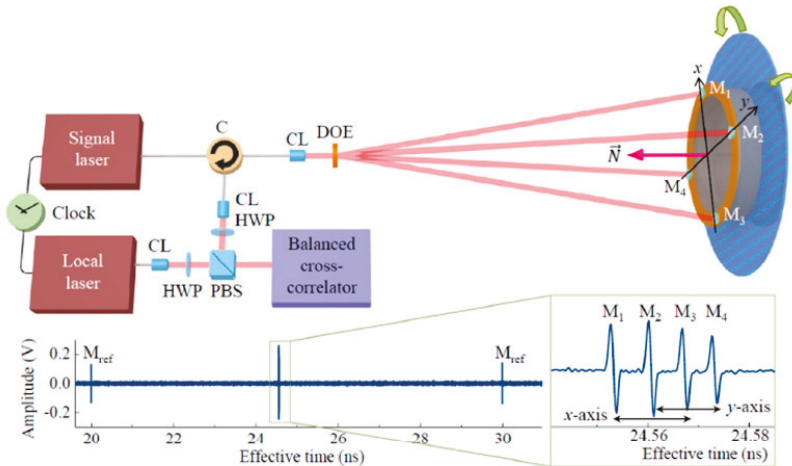 Signal
laser
C
CL
DOE
x
M1
y
M2
N
M4
M3
Clock
CL
HWP
Local
laser
CL
HWP
PBS
Balanced
cross-
correlator
Amplitude (V)
0.2
0.0
-0.2
Mref
Mref
20
22
24
26
28
30
Effective time (ns)
M1 M2 M3 M4
x-axis
y-axis
24.56
24.58
Effective time (ns)